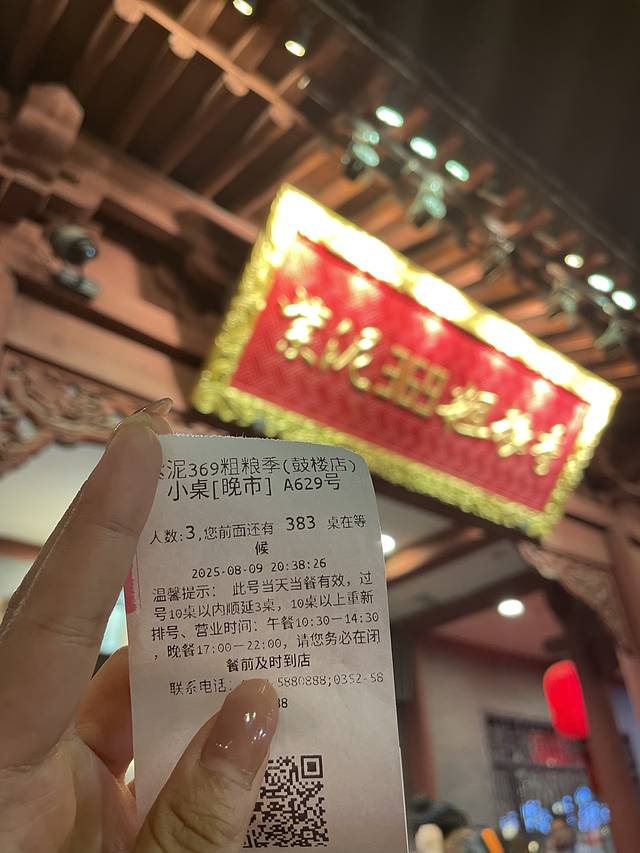 紫泥369粗粮季
泥369粗粮季(鼓楼店)
小桌[晚市] A629号
人数:3,您前面还有 383 桌在等
候
2025-08-09 20:38:26
温馨提示： 此号当天当餐有效，过
号10桌以内顺延3桌，10桌以上重新
排号、营业时间：午餐10:30－14:30
，晚餐17:00－22:00，请您务必在闭
餐前及时到店
联系电话： 5880888;0352-58
88